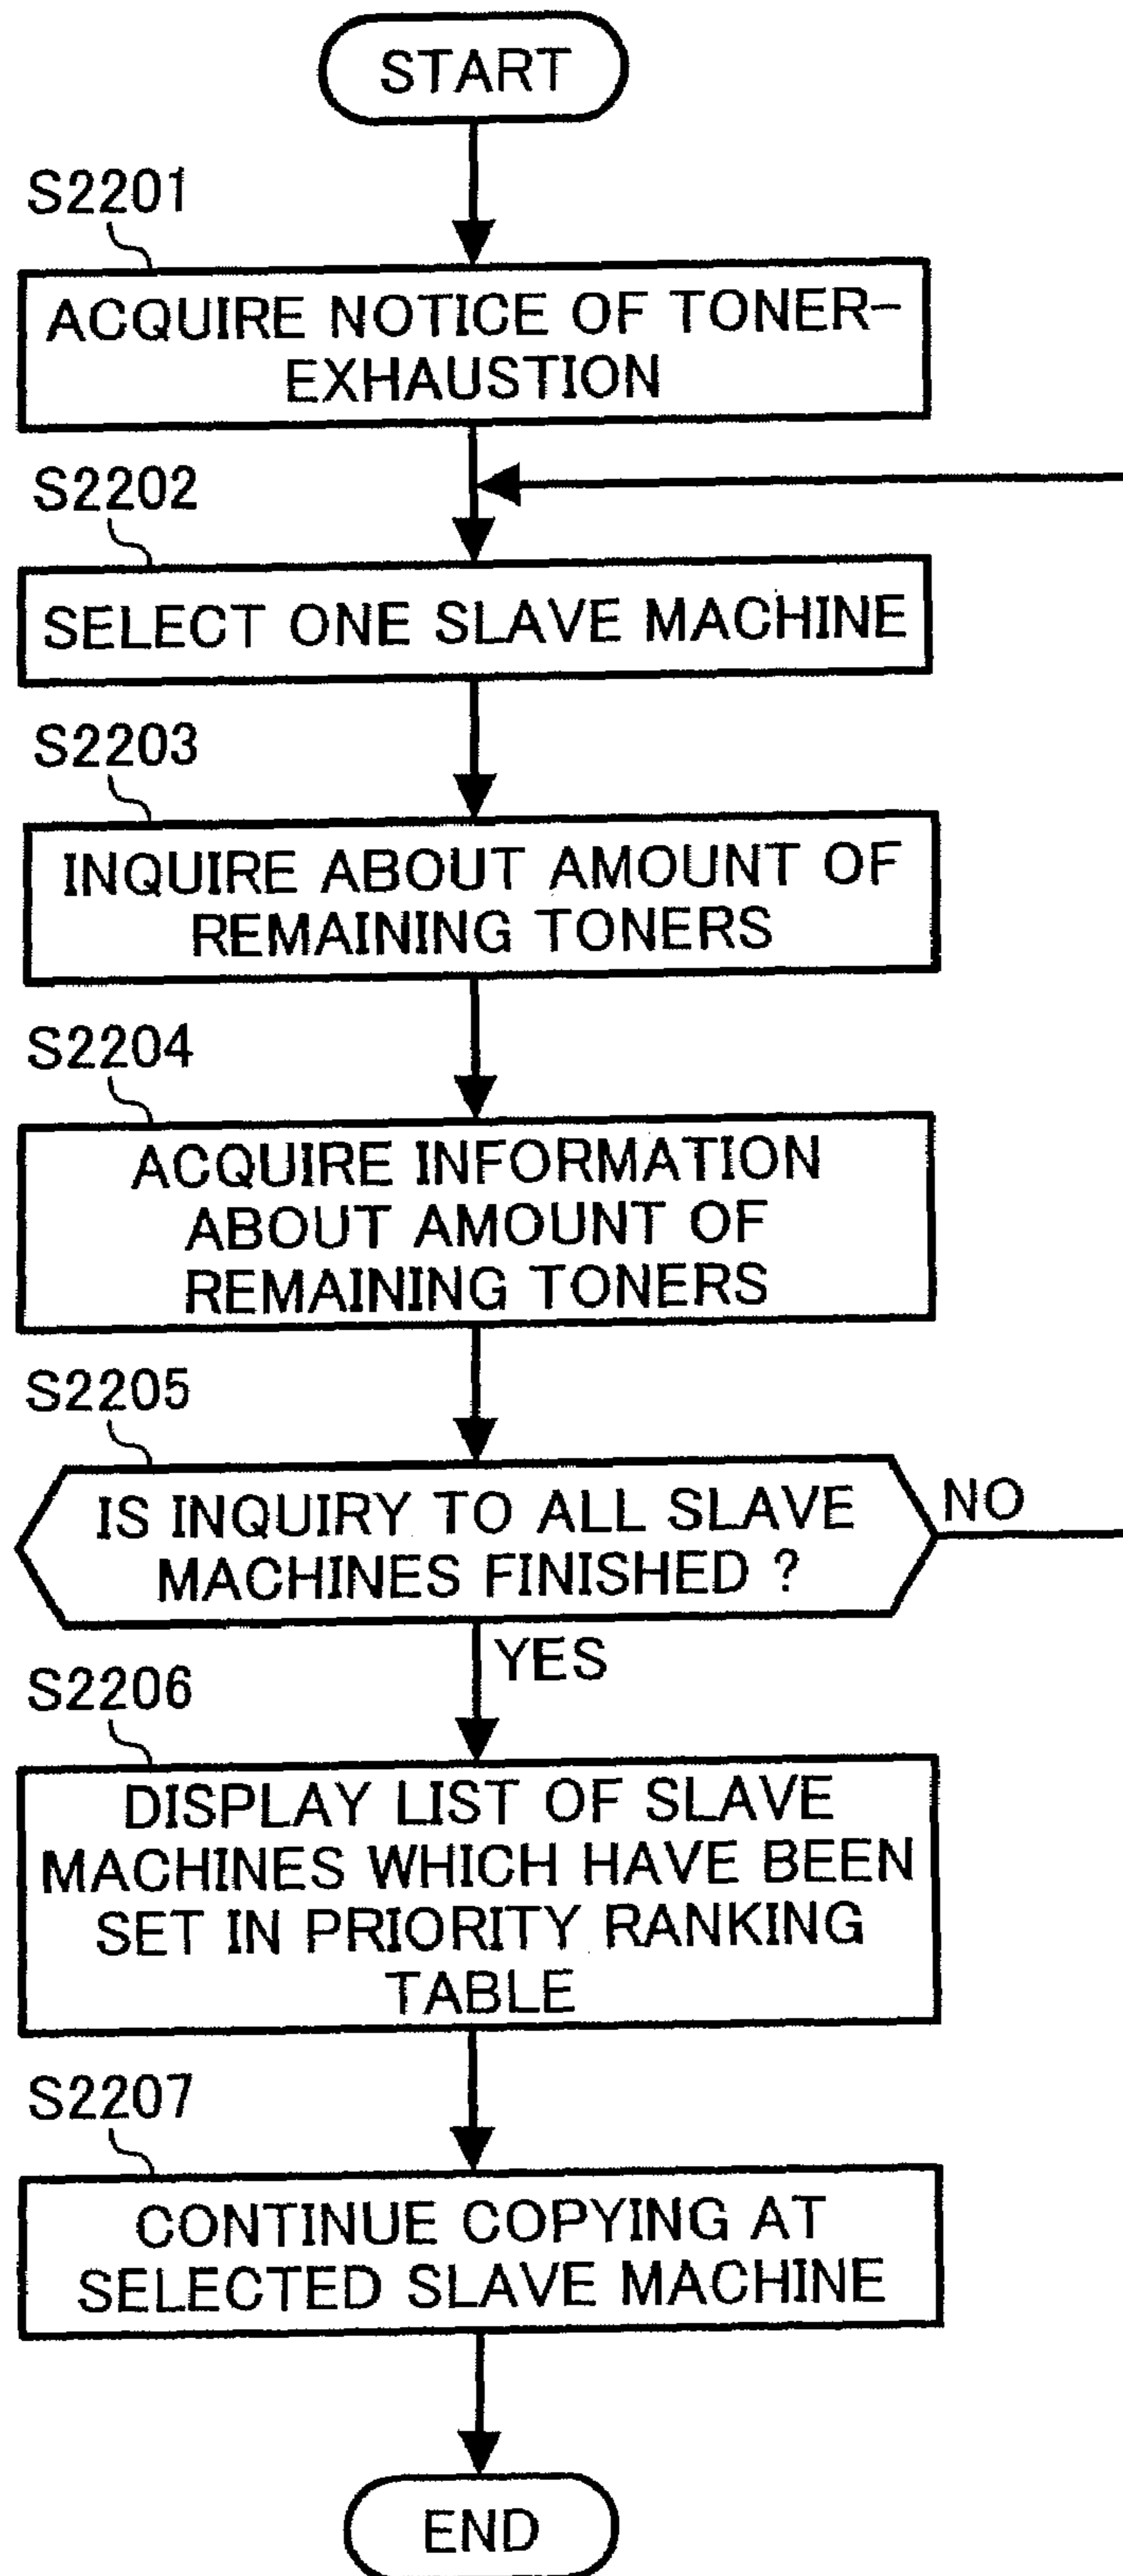 START
S2201
ACQUIRE NOTICE OF TONER-
EXHAUSTION
S2202
SELECT ONE SLAVE MACHINE
S2203
INQUIRE ABOUT AMOUNT OF
REMAINING TONERS
S2204
ACQUIRE INFORMATION
ABOUT AMOUNT OF
REMAINING TONERS
S2205
IS INQUIRY TO ALL SLAVE
MACHINES FINISHED ?
NO
YES
S2206
DISPLAY LIST OF SLAVE
MACHINES WHICH HAVE BEEN
SET IN PRIORITY RANKING
TABLE
S2207
CONTINUE COPYING AT
SELECTED SLAVE MACHINE
END